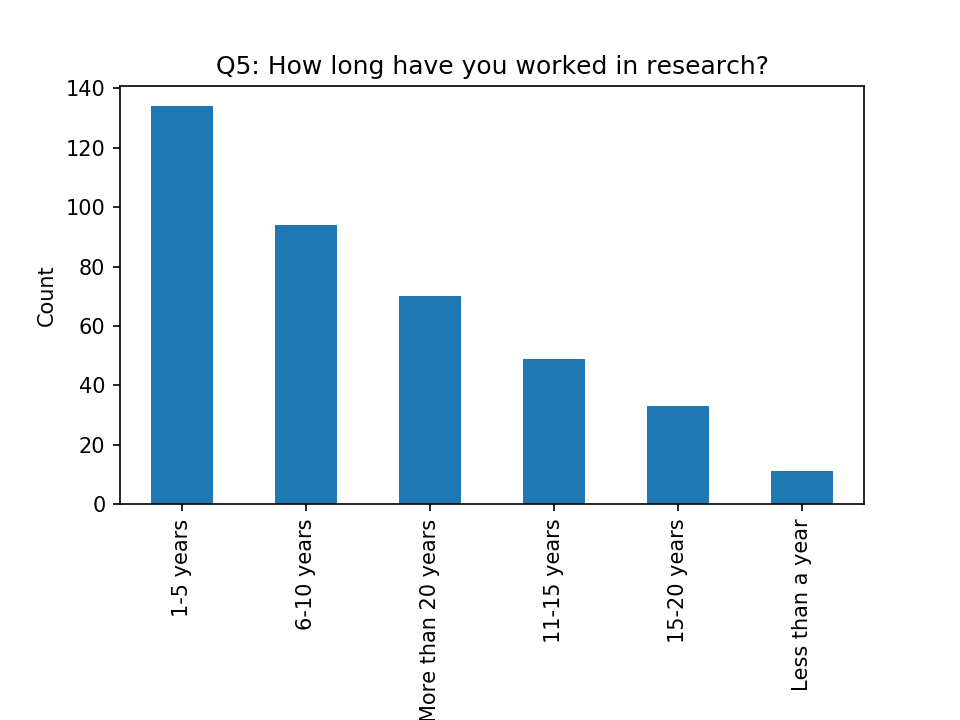 Q5: How long have you worked in research?
140
120
100
80
60
40
20
0
Count
1-5 years
6-10 years
More than 20 years
11-15 years
15-20 years
Less than a year